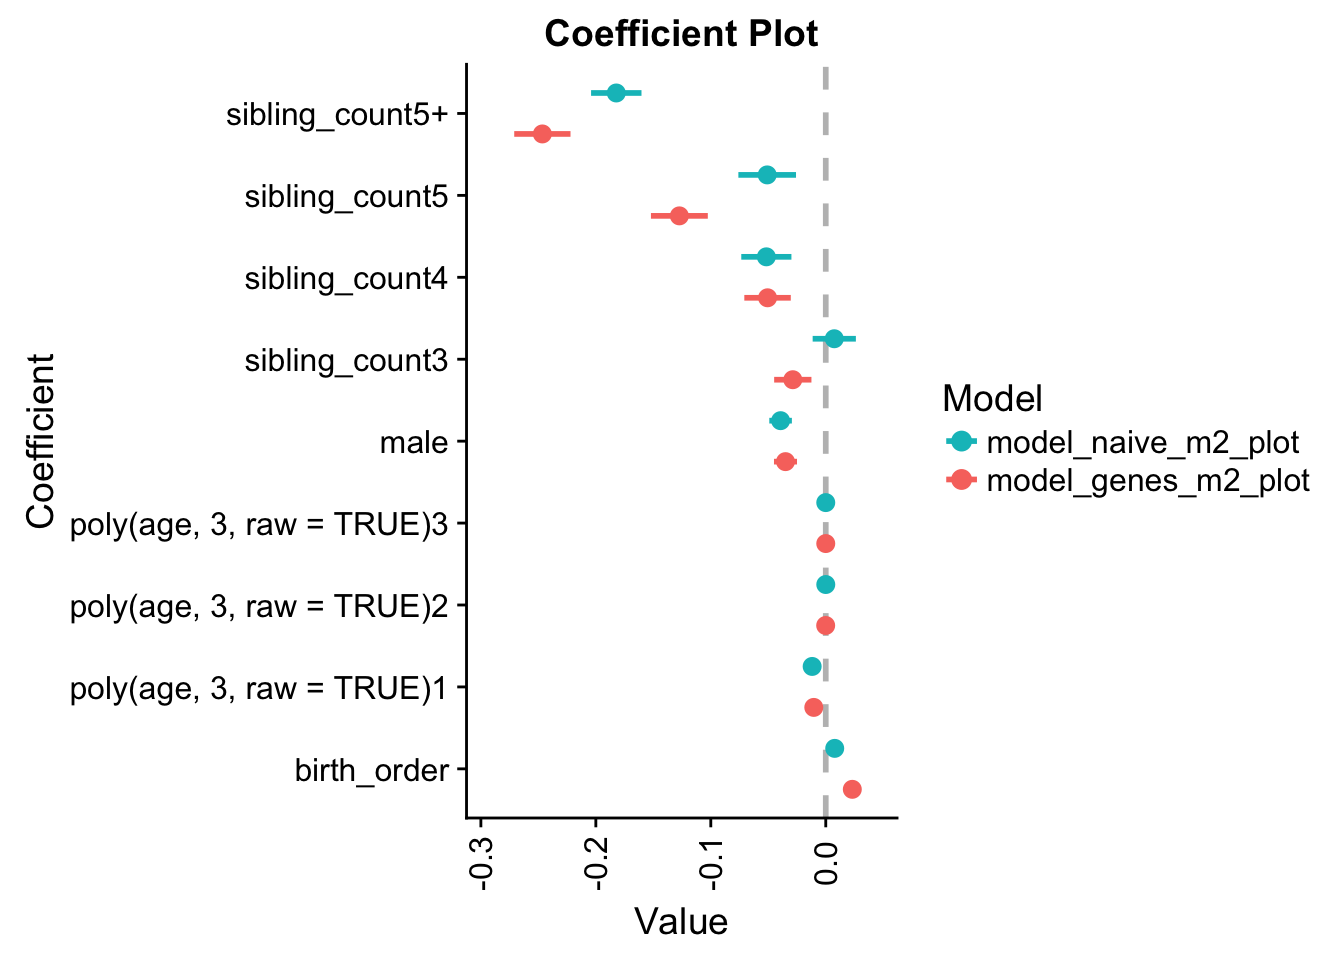 Coefficient Plot
Coefficient
sibling_count5+
sibling_count5
sibling_count4
sibling_count3
male
poly(age, 3, raw = TRUE)3
poly(age, 3, raw = TRUE)2
poly(age, 3, raw = TRUE)1
birth_order
-0.3
-0.2
-0.1
0.0
Value
Model
model_naive_m2_plot
model_genes_m2_plot